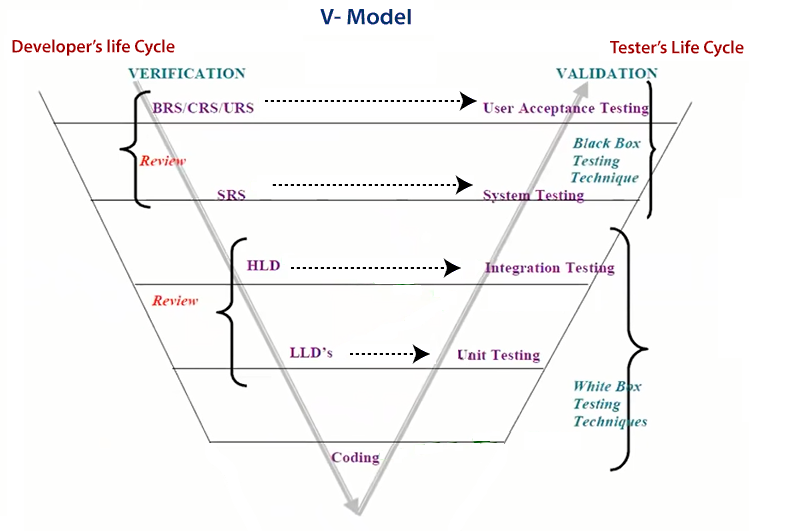 V- Model
Developer's life Cycle
Tester's Life Cycle
VERIFICATION
VALIDATION
BRS/CRS/URS
User Acceptance Testing
Review
Black Box
Testing
Technique
SRS
System Testing
HLD
Integration Testing
Review
LLD's
Unit Testing
White Box
Testing
Techniques
Coding